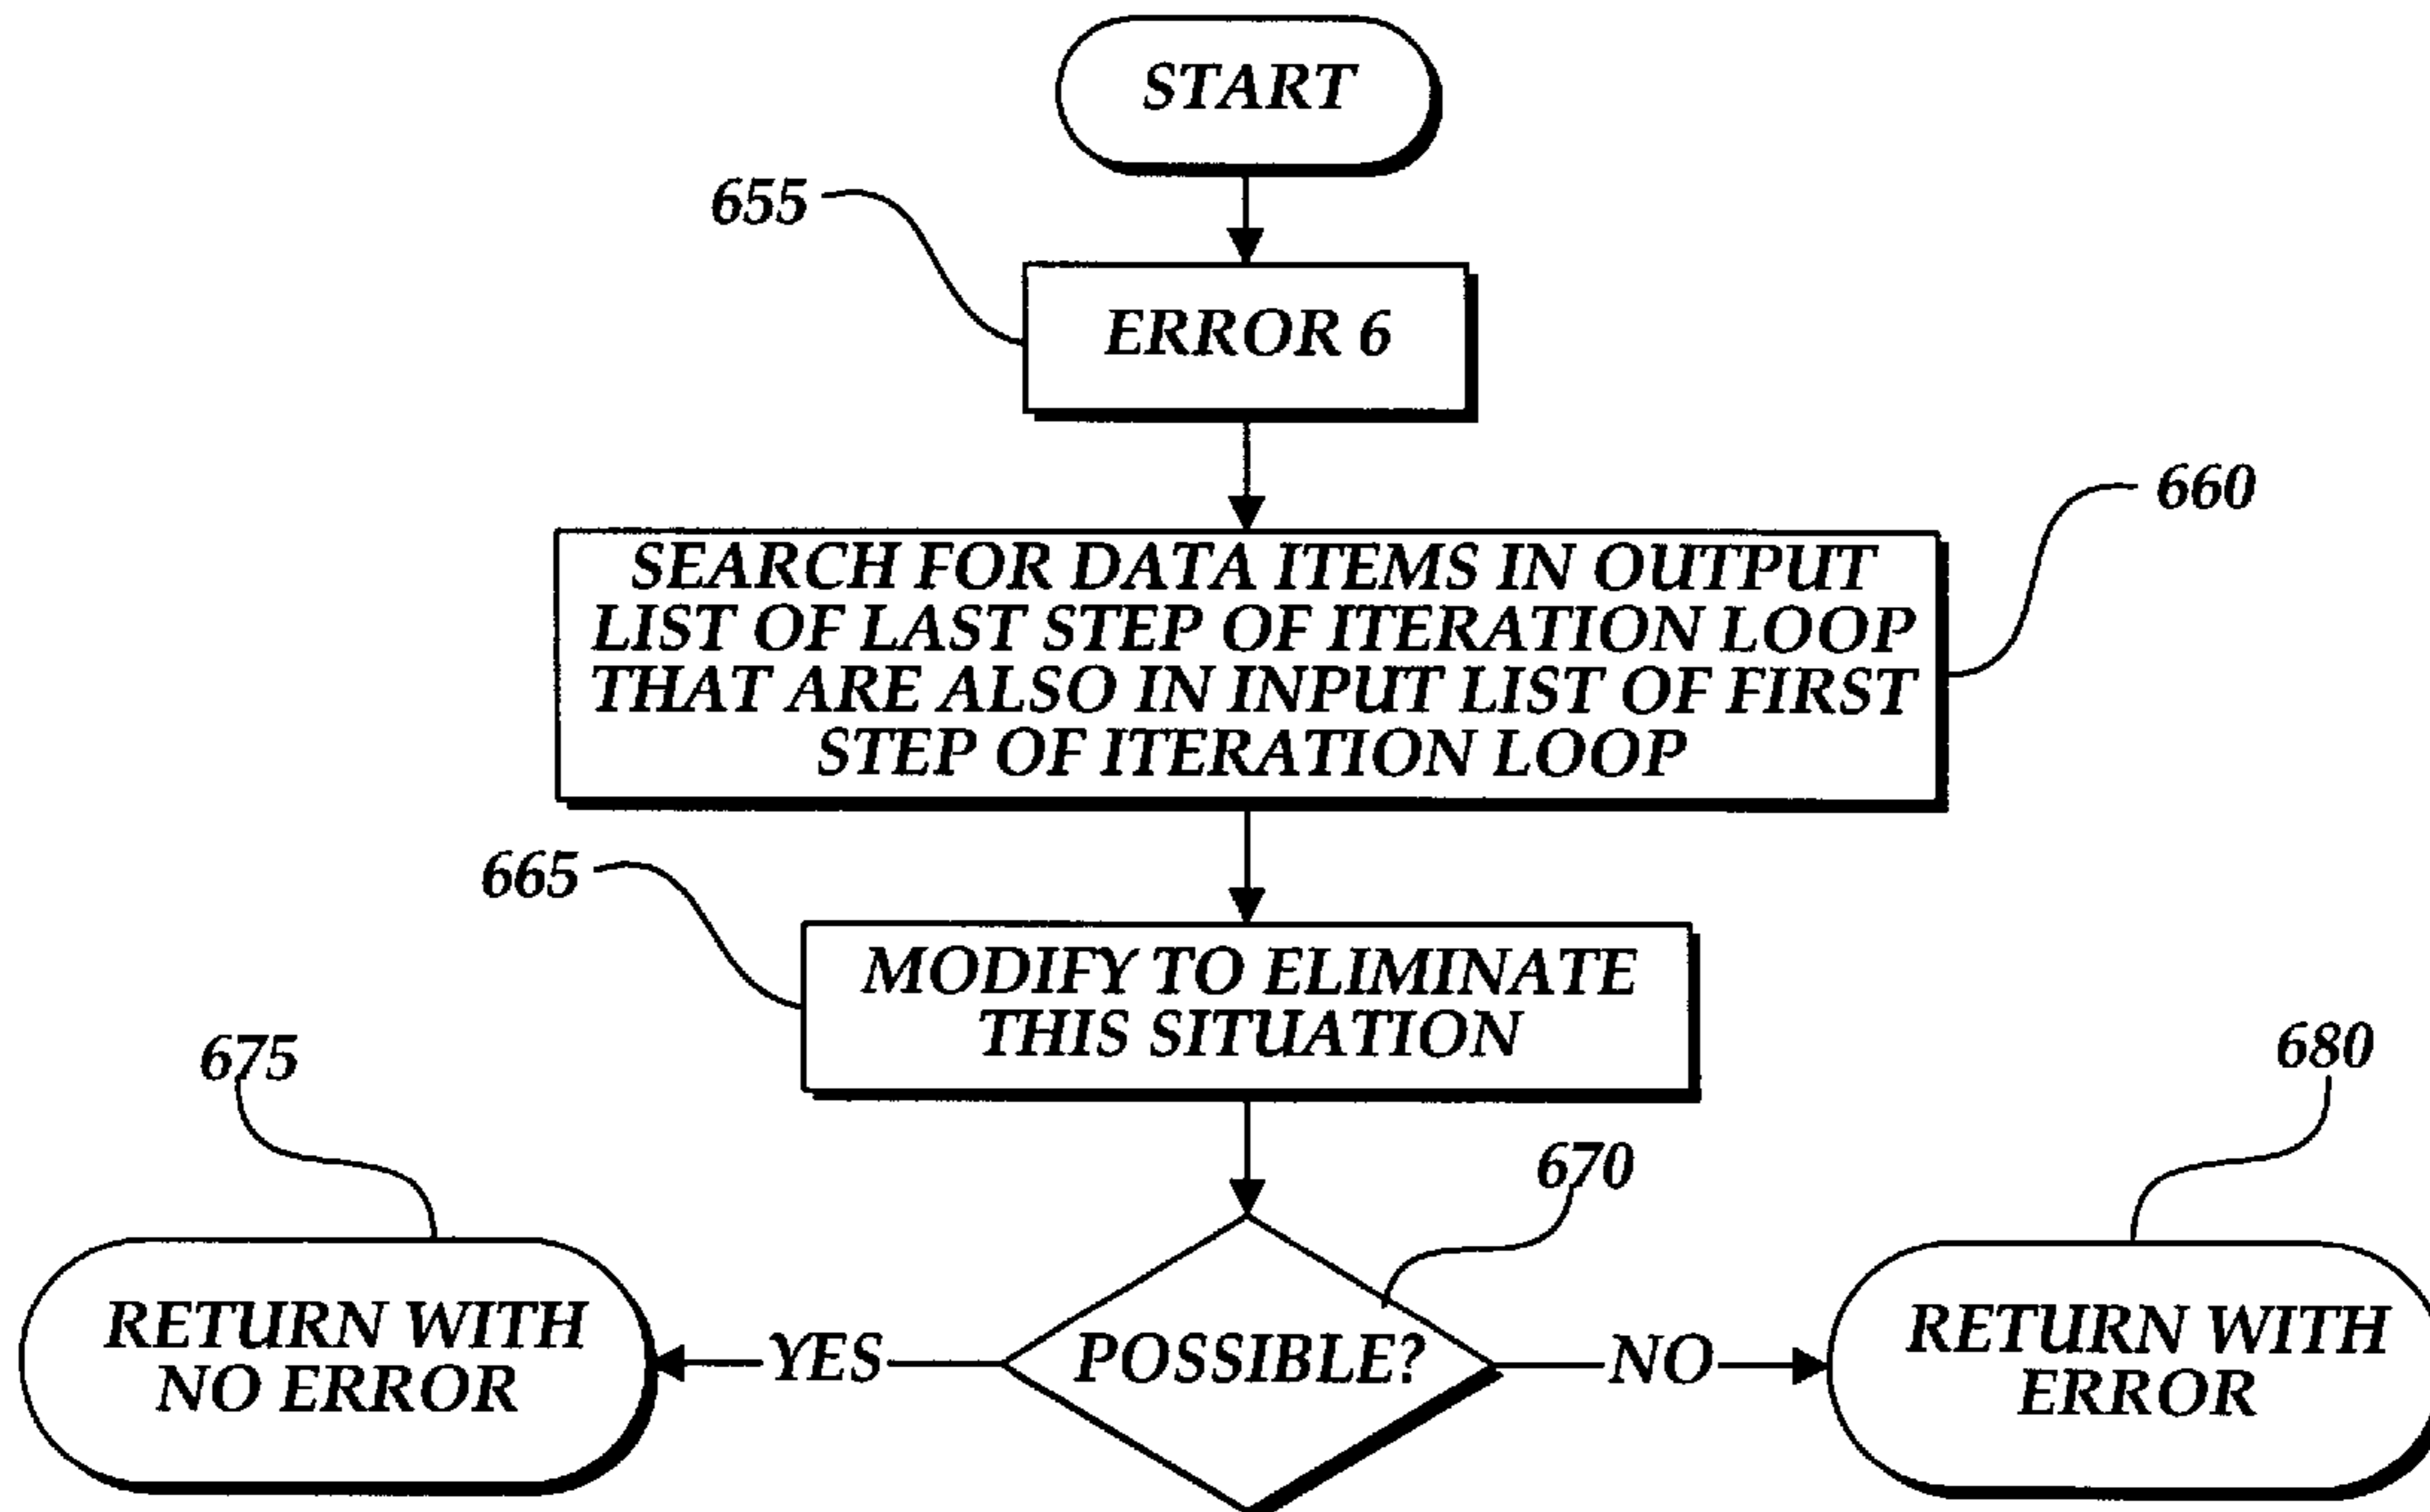 START
655
ERROR 6
660
SEARCH FOR DATA ITEMS IN OUTPUT
LIST OF LAST STEP OF ITERATION LOOP
THAT ARE ALSO IN INPUT LIST OF FIRST
STEP OF ITERATION LOOP
665
MODIFY TO ELIMINATE
THIS SITUATION
675
680
670
RETURN WITH
NO ERROR
YES
POSSIBLE?
NO
RETURN WITH
ERROR